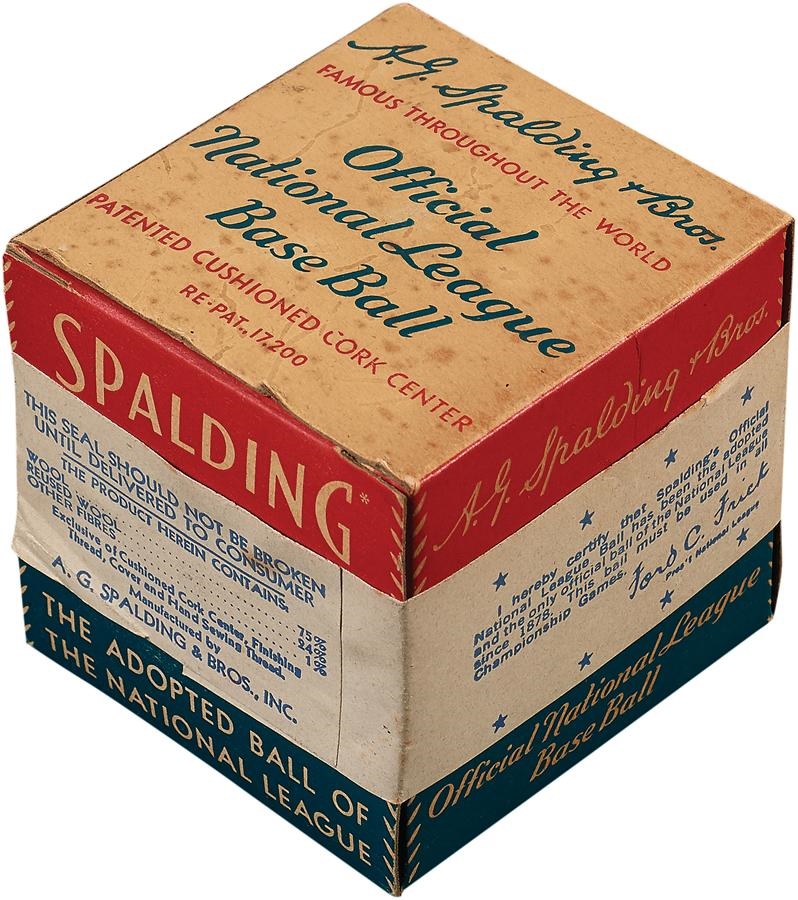 A.G. Spalding & Bros.
FAMOUS THROUGHOUT THE WORLD
Official
National League
Base Ball
PATENTED CUSHIONED CORK CENTER
RE-PAT., 17,200
SPALDING*
THIS SEAL SHOULD NOT BE BROKEN
UNTIL DELIVERED TO CONSUMER
THE PRODUCT HEREIN CONTAINS,
WOOL 75%
REUSED WOOL 24%
OTHER FIBRES 1%
Exclusive of Cushioned Cork Center, Finishing
Thread, Cover and Hand Sewing Thread.
Manufactured by
A. G. SPALDING & BROS., INC.
THE ADOPTED BALL OF
THE NATIONAL LEAGUE
A.G. Spalding & Bros.
I hereby certify that Spalding's Official
National League Ball has been the adopted
and the only official ball of the National League
since 1878. This ball must be used in all
Championship Games.
Ford C. Frick
Pres't National League
Official National League
Base Ball